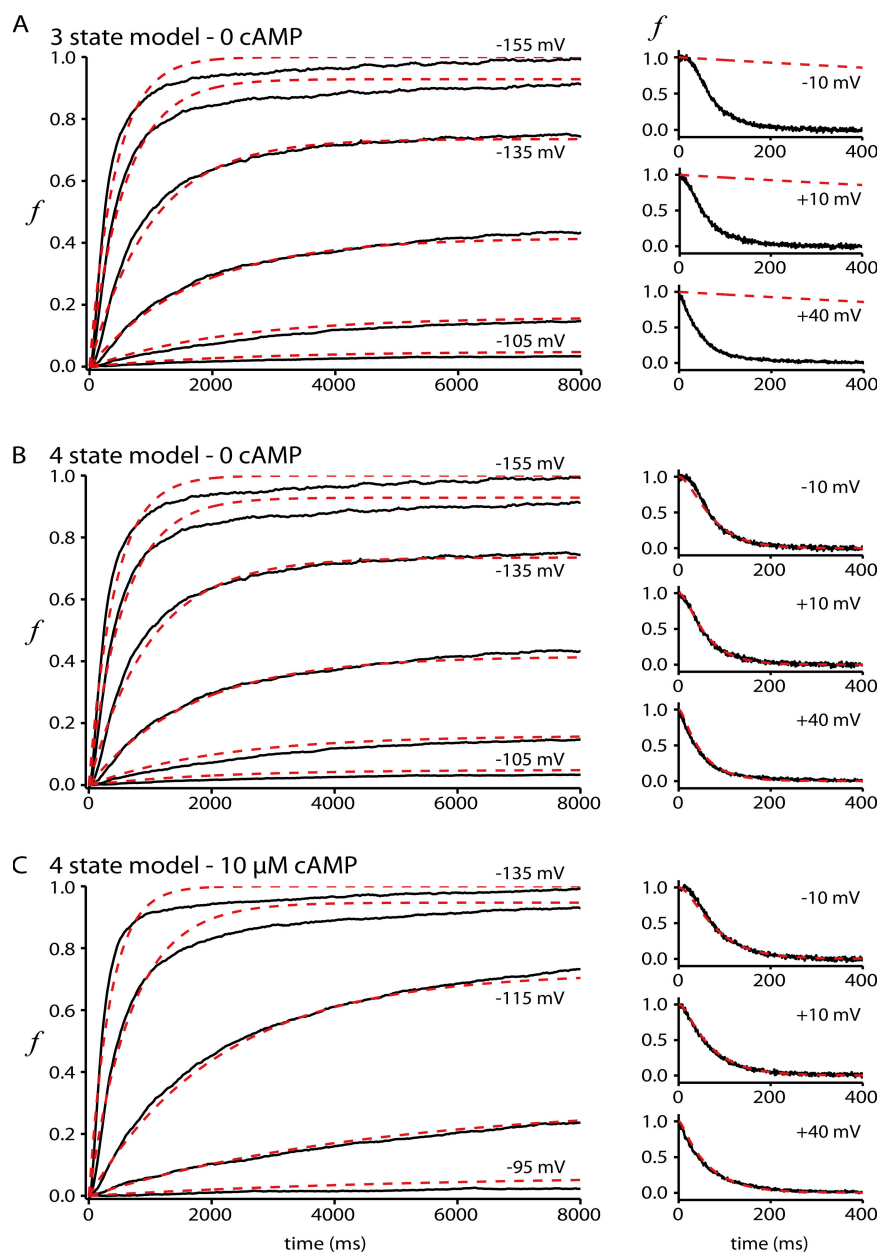 A
3 state model - 0 cAMP
f
1.0
0.8
0.6
0.4
0.2
0.0
0
2000
4000
6000
8000
-155 mV
-135 mV
-105 mV
f
1.0
0.5
0.0
-10 mV
0
200
400
1.0
0.5
0.0
+10 mV
0
200
400
1.0
0.5
0.0
+40 mV
0
200
400
B
4 state model - 0 cAMP
f
1.0
0.8
0.6
0.4
0.2
0.0
0
2000
4000
6000
8000
-155 mV
-135 mV
-105 mV
1.0
0.5
0.0
-10 mV
0
200
400
1.0
0.5
0.0
+10 mV
0
200
400
1.0
0.5
0.0
+40 mV
0
200
400
C
4 state model - 10 µM cAMP
f
1.0
0.8
0.6
0.4
0.2
0.0
0
2000
4000
6000
8000
time (ms)
-135 mV
-115 mV
-95 mV
1.0
0.5
0.0
-10 mV
0
200
400
1.0
0.5
0.0
+10 mV
0
200
400
1.0
0.5
0.0
+40 mV
0
200
400
time (ms)